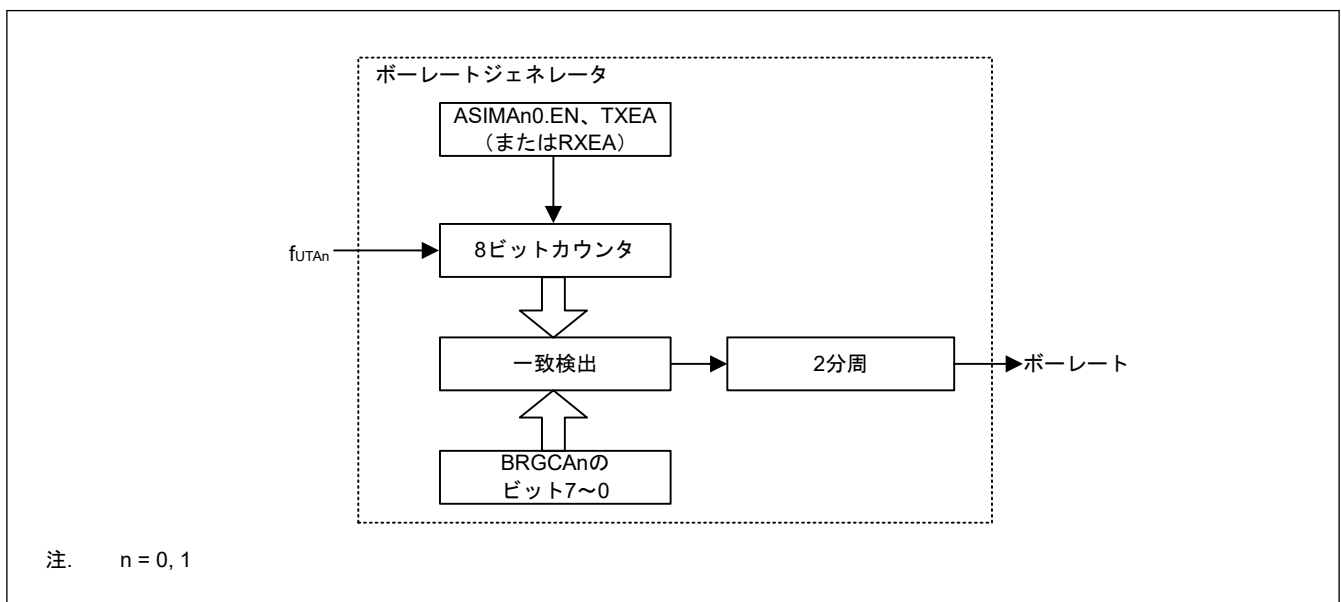 ボーレートジェネレータ
ASIMAn0.EN、TXEA
（またはRXEA）
fUTAn
8ビットカウンタ
一致検出
2分周
ボーレート
BRGCAnの
ビット7～0
注. n = 0, 1